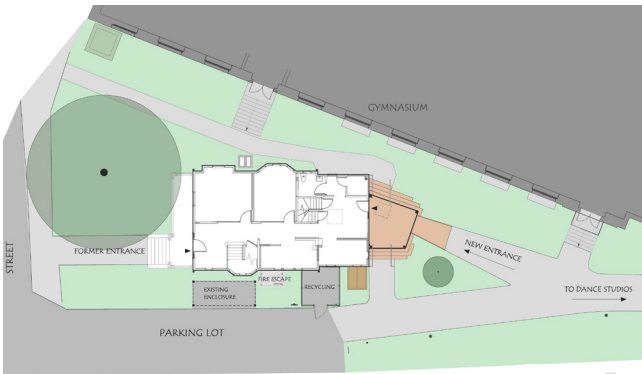 GYMNASIUM
STREET
FORMER ENTRANCE
NEW ENTRANCE
FIRE ESCAPE
EXISTING
ENCLOSURE
RECYCLING
TO DANCE STUDIOS
PARKING LOT